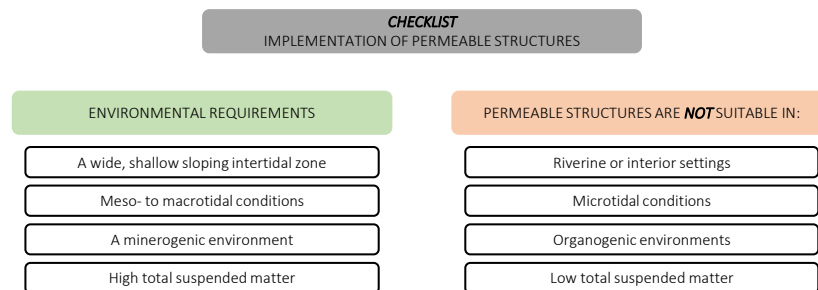 CHECKLIST
IMPLEMENTATION OF PERMEABLE STRUCTURES
ENVIRONMENTAL REQUIREMENTS
A wide, shallow sloping intertidal zone
Meso- to macrotidal conditions
A minerogenic environment
High total suspended matter
PERMEABLE STRUCTURES ARE NOT SUITABLE IN:
Riverine or interior settings
Microtidal conditions
Organogenic environments
Low total suspended matter